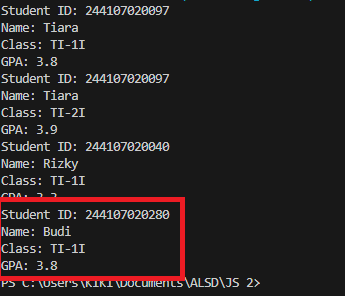 Student ID: 244107020097
Name: Tiara
Class: TI-1I
GPA: 3.8
Student ID: 244107020097
Name: Tiara
Class: TI-2I
GPA: 3.9
Student ID: 244107020040
Name: Rizky
Class: TI-1I
Student ID: 244107020280
Name: Budi
Class: TI-1I
GPA: 3.8
PS C:\Users\KIKI\Documents\ALSD\JS 2>